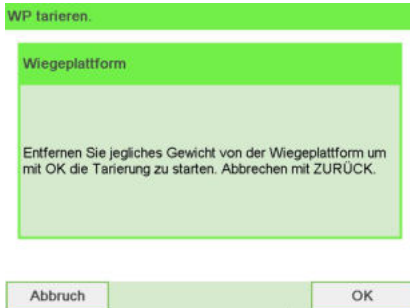 WP tarieren.
Wiegeplattform
Entfernen Sie jegliches Gewicht von der Wiegeplattform um
mit OK die Tarierung zu starten. Abbrechen mit ZURÜCK.
Abbruch
OK